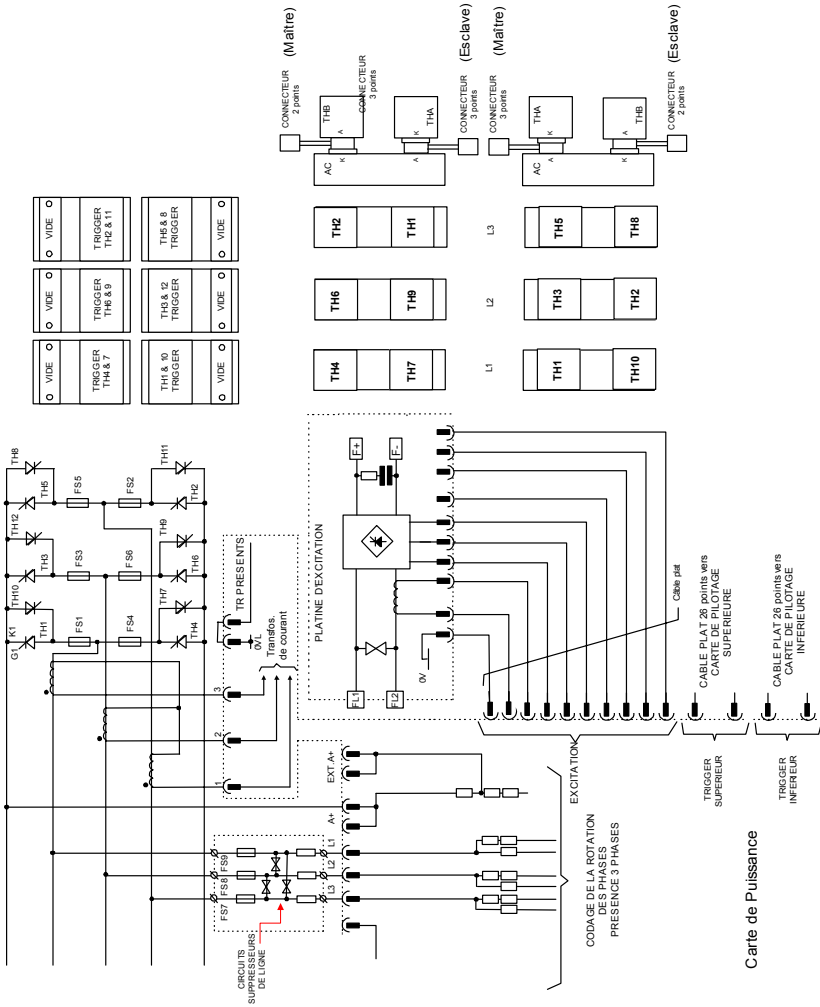 CONNECTEUR
2 points
(Maître)
THB
A
K
CONNECTEUR
3 points
AC
K
A
THA
K
A
CONNECTEUR
3 points
(Esclave)
CONNECTEUR
3 points
(Maître)
THA
K
A
AC
A
K
THB
A
K
CONNECTEUR
2 points
(Esclave)
VIDE
TRIGGER
TH2 & 11
TH5 & 8
TRIGGER
VIDE
VIDE
TRIGGER
TH6 & 9
TH3 & 12
TRIGGER
VIDE
VIDE
TRIGGER
TH4 & 7
TH1 & 10
TRIGGER
VIDE
TH2
TH1
L3
TH5
TH8
TH6
TH9
L2
TH3
TH2
TH4
TH7
L1
TH1
TH10
TH8
TH5
FS5
FS2
TH11
TH2
TH12
TH3
FS3
FS6
TH9
TH6
TH10
K1
G1
TH1
FS1
FS4
TH7
TH4
TR PRESENTS
0VL
Transfos.
de courant
3
2
1
PLATINE D'EXCITATION
F+
F-
FL1
FL2
0V
Câble plat
EXT. A+
A+
L1
L2
L3
FS9
FS8
FS7
CIRCUITS
SUPPRESSEURS
DE LIGNE
EXCITATION
CABLE PLAT 26 points vers
CARTE DE PILOTAGE
SUPERIEURE
CABLE PLAT 26 points vers
CARTE DE PILOTAGE
INFERIEURE
TRIGGER
SUPERIEUR
TRIGGER
INFERIEUR
CODAGE DE LA ROTATION
DES PHASES
PRESENCE 3 PHASES
Carte de Puissance